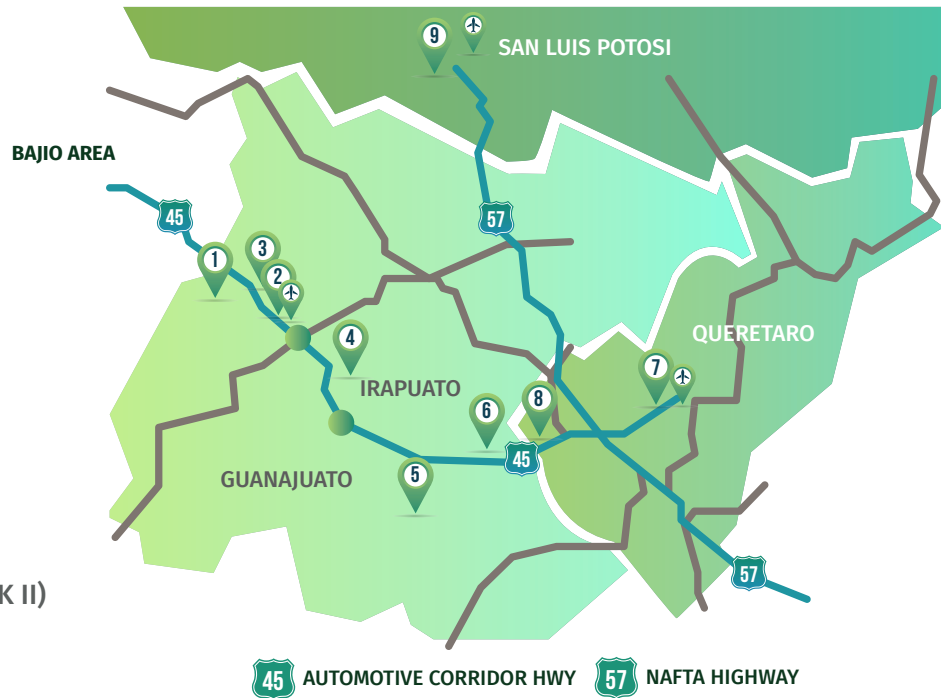 9
SAN LUIS POTOSI
BAJIO AREA
45
57
3
1
2
4
QUERETARO
7
IRAPUATO
8
6
45
GUANAJUATO
5
57
K II)
45 AUTOMOTIVE CORRIDOR HWY 57 NAFTA HIGHWAY